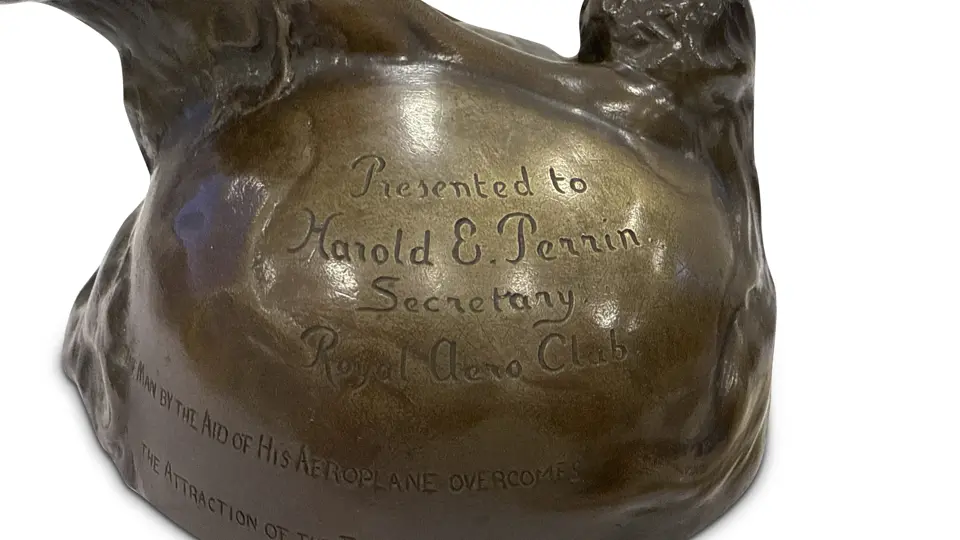 Presented to
Harold E. Perrin
Secretary
Royal Aero Club
MAN BY THE AID OF HIS AEROPLANE OVERCOMES
THE ATTRACTION OF THE